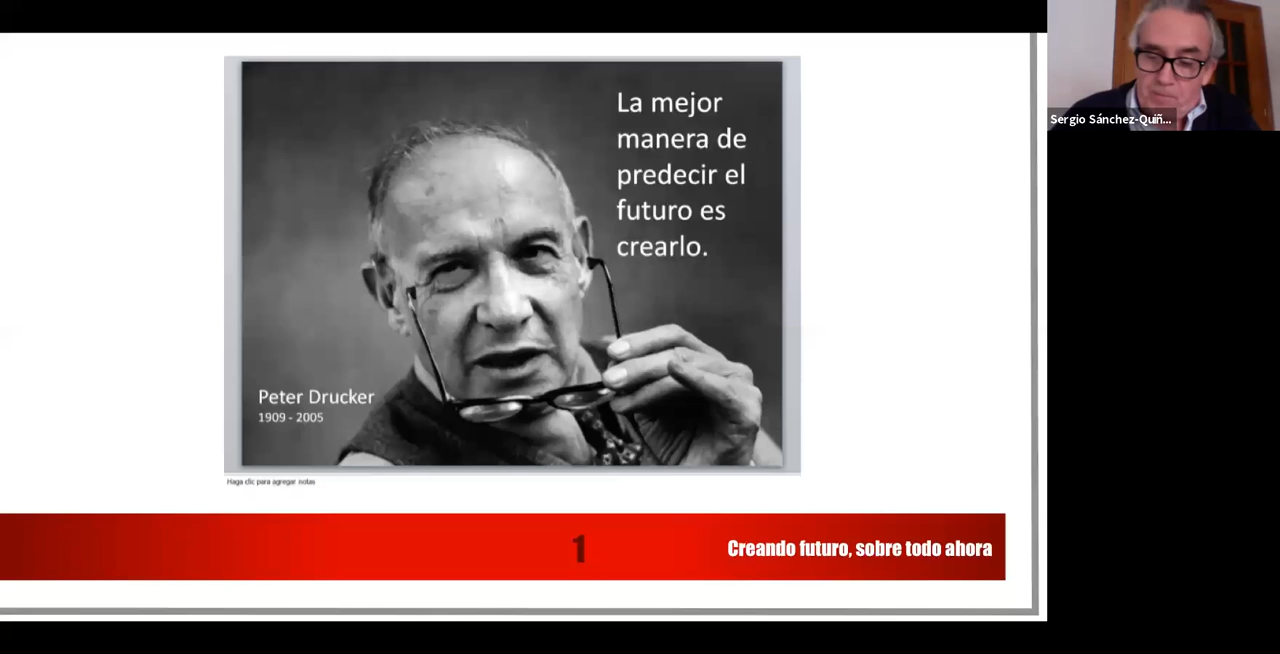 La mejor
manera de
predecir el
futuro es
crearlo.
Peter Drucker
1909 - 2005
Haga clic para agregar notas
1
Creando futuro, sobre todo ahora
Sergio Sánchez-Quiñ...